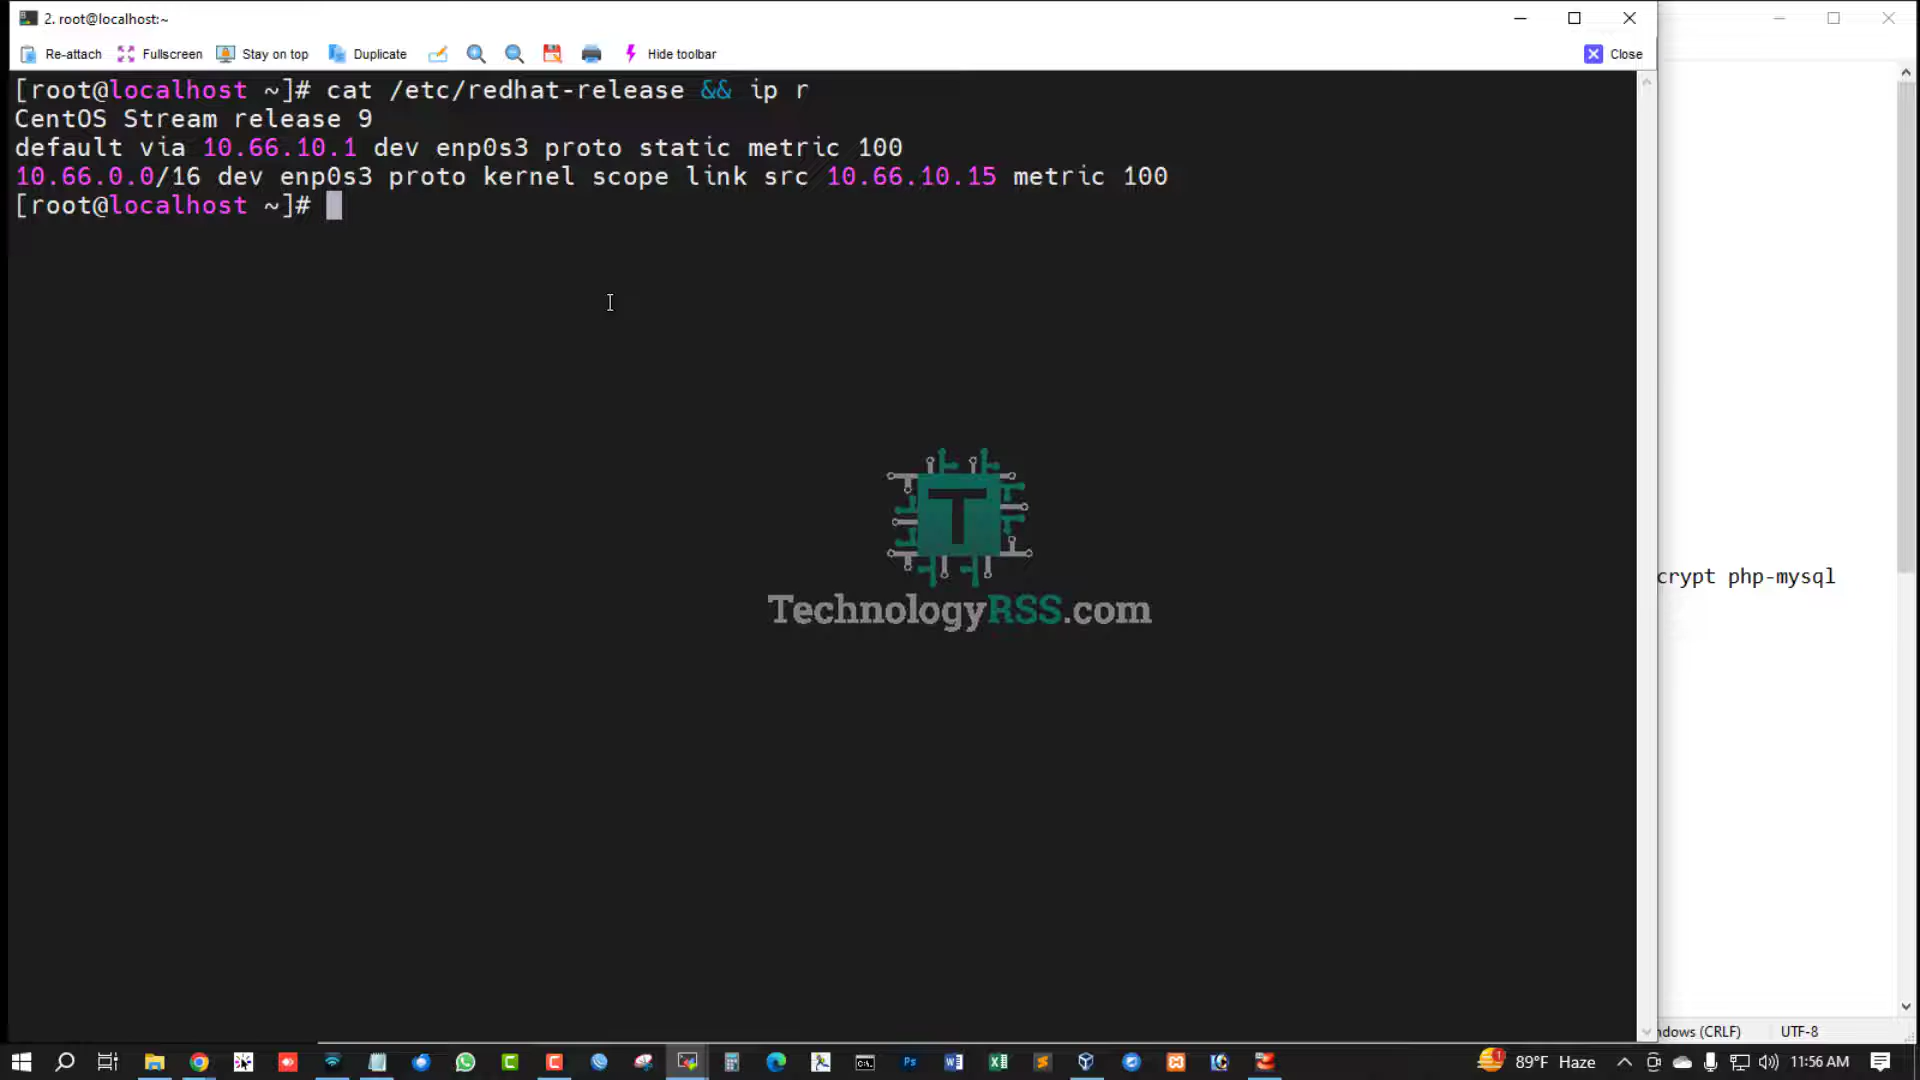 2. root@localhost:~
Re-attach Fullscreen Stay on top Duplicate Hide toolbar Close
[root@localhost ~]# cat /etc/redhat-release && ip r
CentOS Stream release 9
default via 10.66.10.1 dev enp0s3 proto static metric 100
10.66.0.0/16 dev enp0s3 proto kernel scope link src 10.66.10.15 metric 100
[root@localhost ~]#
T
crypt php-mysql
TechnologyRSS.com
ndows (CRLF) UTF-8
89°F Haze 11:56 AM